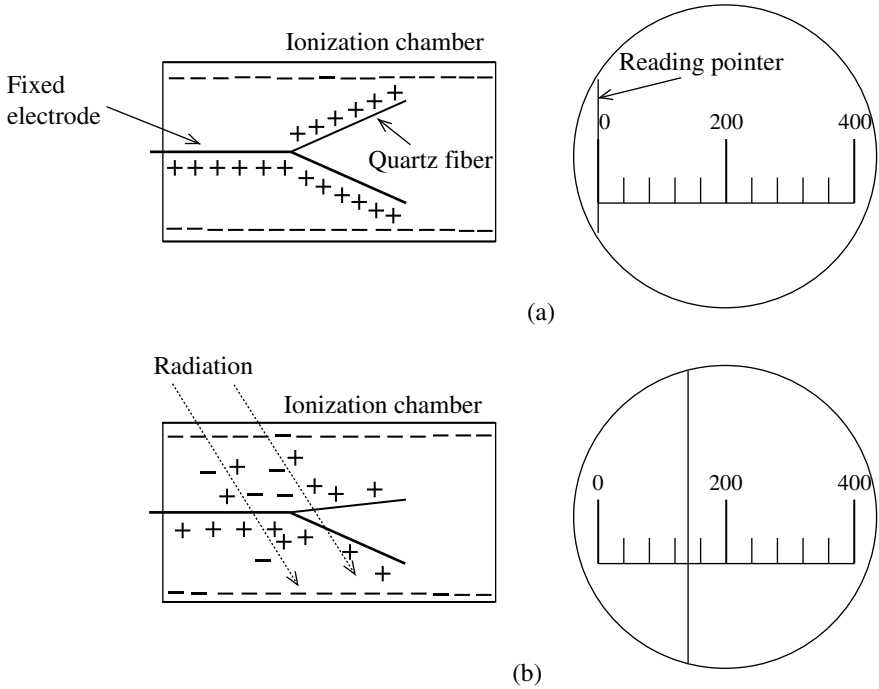 Ionization chamber
Fixed
electrode
Quartz fiber
Reading pointer
0 200 400
(a)
Radiation
Ionization chamber
0 200 400
(b)